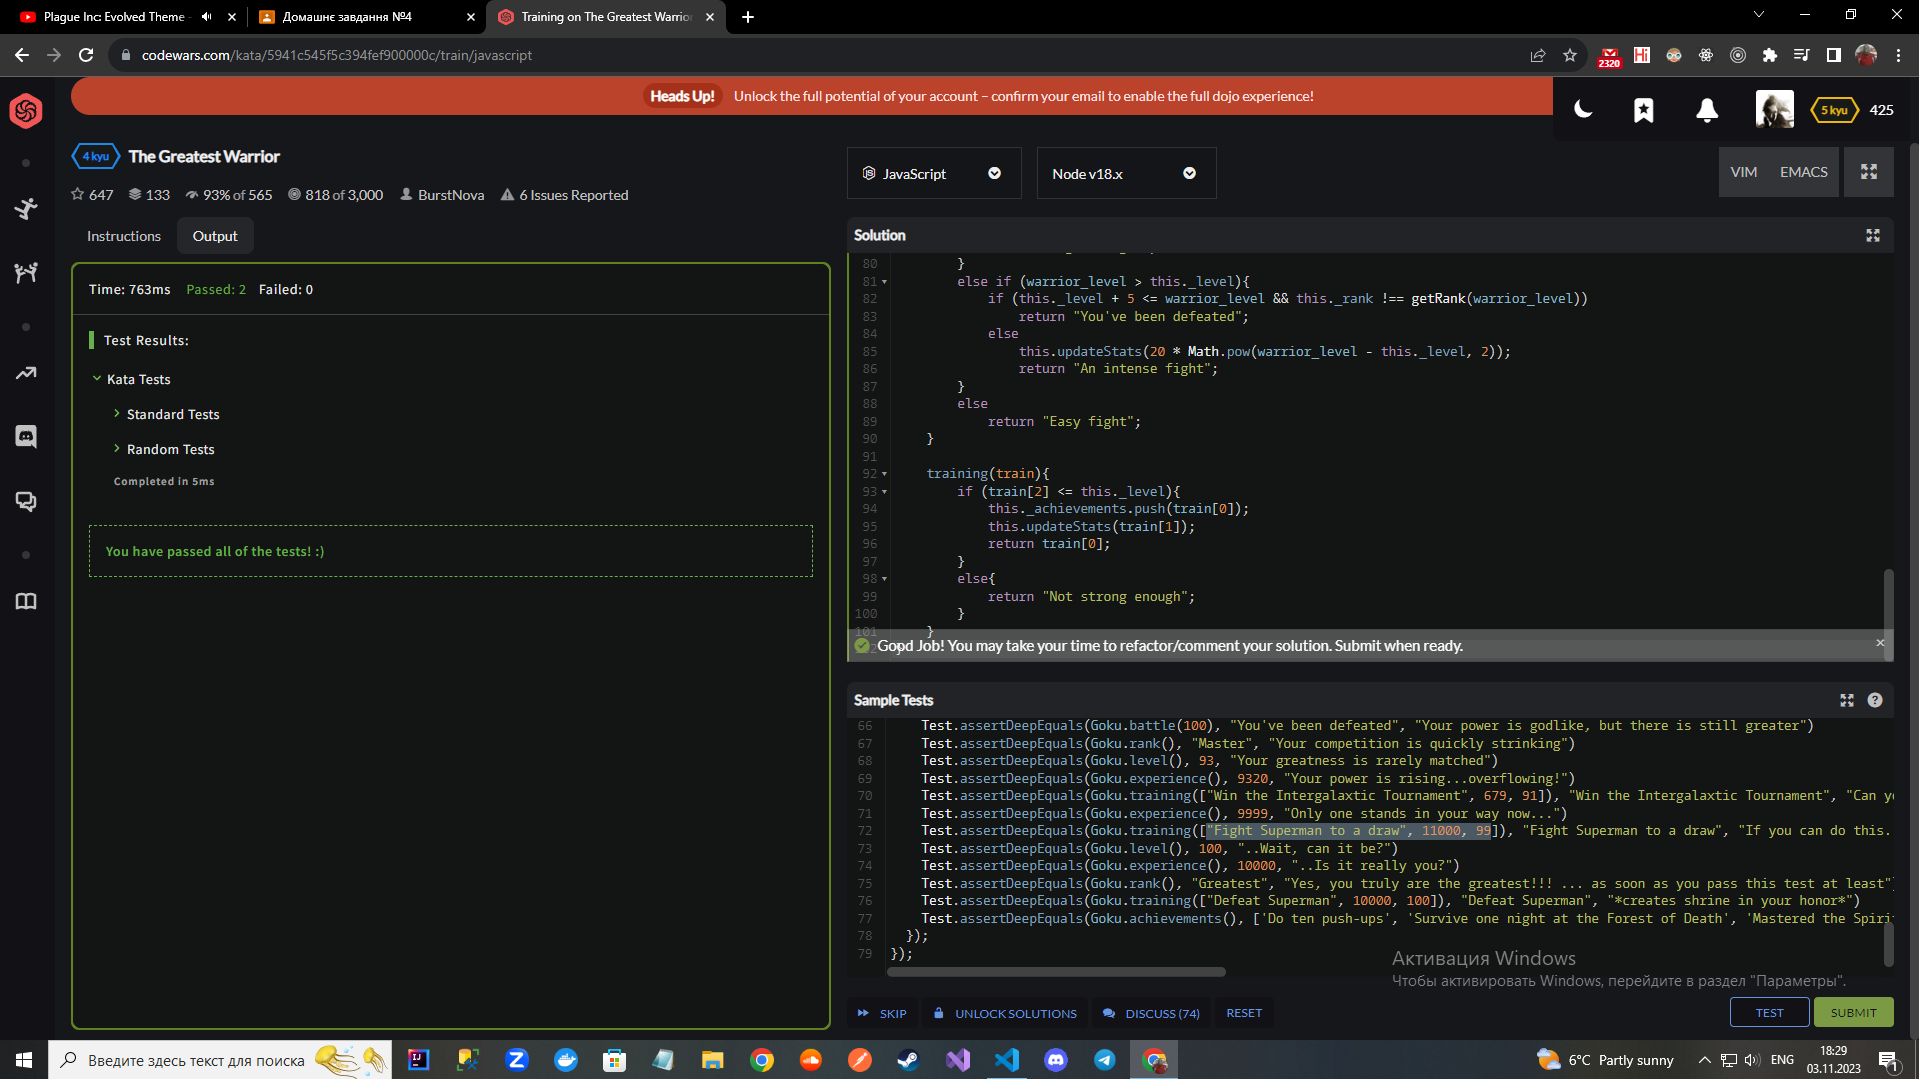 Plague Inc: Evolved Theme
Домашнє завдання №4
Training on The Greatest Warrior
codewars.com/kata/5941c545f5c394fef900000c/train/javascript
2320
Hi
Heads Up! Unlock the full potential of your account – confirm your email to enable the full dojo experience!
5 kyu 425
4 kyu The Greatest Warrior
647 133 93% of 565 818 of 3,000 BurstNova 6 Issues Reported
Instructions Output
Time: 763ms Passed: 2 Failed: 0
Test Results:
Kata Tests
Standard Tests
Random Tests
Completed in 5ms
You have passed all of the tests! :)
JavaScript
Node v18.x
VIM EMACS
Solution
80 }
81 else if (warrior_level > this._level){
82 if (this._level + 5 <= warrior_level && this._rank !== getRank(warrior_level))
83 return "You've been defeated";
84 else
85 this.updateStats(20 * Math.pow(warrior_level - this._level, 2));
86 return "An intense fight";
87 }
88 else
89 return "Easy fight";
90 }
91
92 training(train){
93 if (train[2] <= this._level){
94 this._achievements.push(train[0]);
95 this.updateStats(train[1]);
96 return train[0];
97 }
98 else{
99 return "Not strong enough";
100 }
101 }
Good Job! You may take your time to refactor/comment your solution. Submit when ready.
Sample Tests
66 Test.assertDeepEquals(Goku.battle(100), "You've been defeated", "Your power is godlike, but there is still greater")
67 Test.assertDeepEquals(Goku.rank(), "Master", "Your competition is quickly strinking")
68 Test.assertDeepEquals(Goku.level(), 93, "Your greatness is rarely matched")
69 Test.assertDeepEquals(Goku.experience(), 9320, "Your power is rising...overflowing!")
70 Test.assertDeepEquals(Goku.training(["Win the Intergalaxtic Tournament", 679, 91]), "Win the Intergalaxtic Tournament", "Can yo
71 Test.assertDeepEquals(Goku.experience(), 9999, "Only one stands in your way now...")
72 Test.assertDeepEquals(Goku.training(["Fight Superman to a draw", 11000, 99]), "Fight Superman to a draw", "If you can do this.
73 Test.assertDeepEquals(Goku.level(), 100, "..Wait, can it be?")
74 Test.assertDeepEquals(Goku.experience(), 10000, "..Is it really you?")
75 Test.assertDeepEquals(Goku.rank(), "Greatest", "Yes, you truly are the greatest!!! ... as soon as you pass this test at least")
76 Test.assertDeepEquals(Goku.training(["Defeat Superman", 10000, 100]), "Defeat Superman", "*creates shrine in your honor*")
77 Test.assertDeepEquals(Goku.achievements(), ['Do ten push-ups', 'Survive one night at the Forest of Death', 'Mastered the Spirit
78 });
79 });
Активация Windows
Чтобы активировать Windows, перейдите в раздел "Параметры".
SKIP UNLOCK SOLUTIONS DISCUSS (74) RESET TEST SUBMIT
Введите здесь текст для поиска
6°C Partly sunny
ENG
18:29
03.11.2023
1